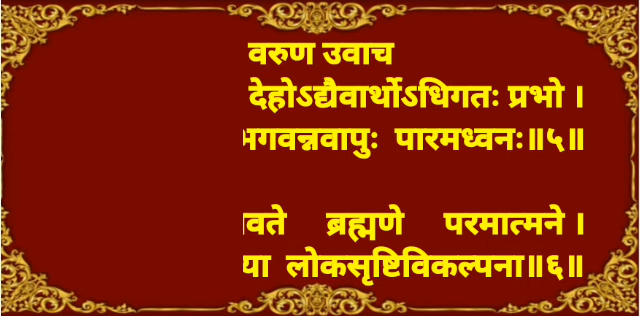 वरुण उवाच
देहोऽद्यैवार्थोऽधिगतः प्रभो ।
भगवन्नवापुः पारमध्वनः॥५॥
ब्रह्मणे परमात्मने ।
लोकसृष्टिविकल्पना॥६॥